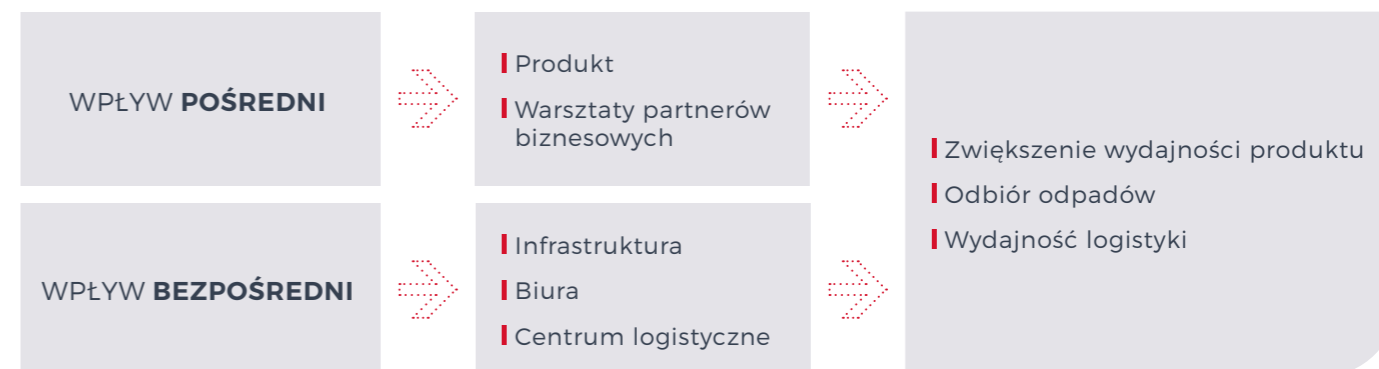 WPŁYW POŚREDNI
Produkt
Warsztaty partnerów
biznesowych
WPŁYW BEZPOŚREDNI
Infrastruktura
Biura
Centrum logistyczne
Zwiększenie wydajności produktu
Odbiór odpadów
Wydajność logistyki